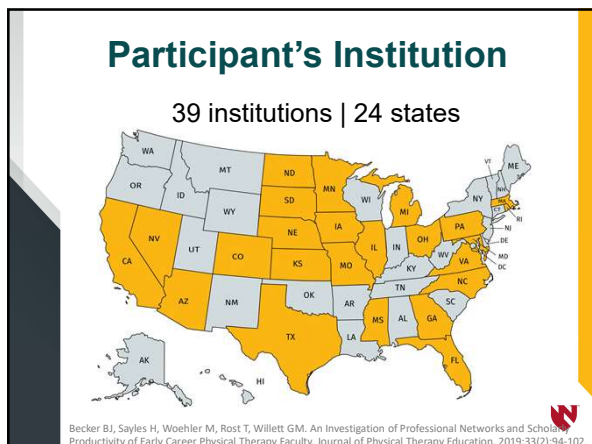 Participant's Institution
39 institutions | 24 states
WA
OR
ID
MT
WY
NV
CA
UT
AZ
CO
NM
ND
SD
NE
KS
OK
TX
MN
IA
MO
AR
LA
WI
IL
MS
MI
IN
KY
TN
AL
OH
WV
GA
FL
PA
VA
NC
SC
NY
VT
NH
ME
MA
CT
RI
NJ
DE
MD
DC
AK
HI
N
Becker BJ, Sayles H, Woehler M, Rost T, Willett GM. An Investigation of Professional Networks and Scholarly
Productivity of Early Career Physical Therapy Faculty. Journal of Physical Therapy Education. 2019;33(2):94-102